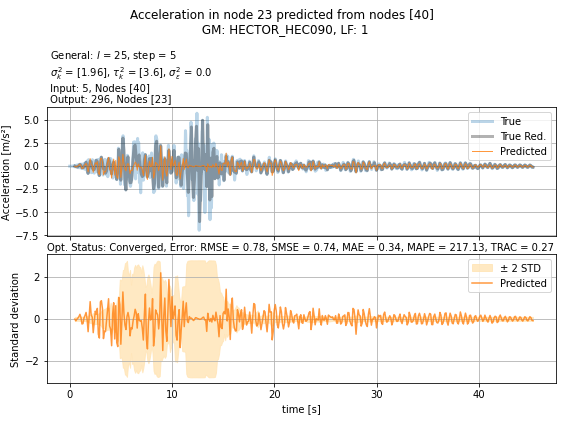 Acceleration in node 23 predicted from nodes [40]
GM: HECTOR_HEC090, LF: 1
General: l = 25, step = 5
σ²ₖ = [1.96], τ²ₖ = [3.6], σ²ε = 0.0
Input: 5, Nodes [40]
Output: 296, Nodes [23]
Acceleration [m/s²]
5.0
2.5
0.0
−2.5
−5.0
−7.5
True
True Red.
Predicted
Opt. Status: Converged, Error: RMSE = 0.78, SMSE = 0.74, MAE = 0.34, MAPE = 217.13, TRAC = 0.27
Standard deviation
2
0
−2
± 2 STD
Predicted
0
10
20
30
40
time [s]